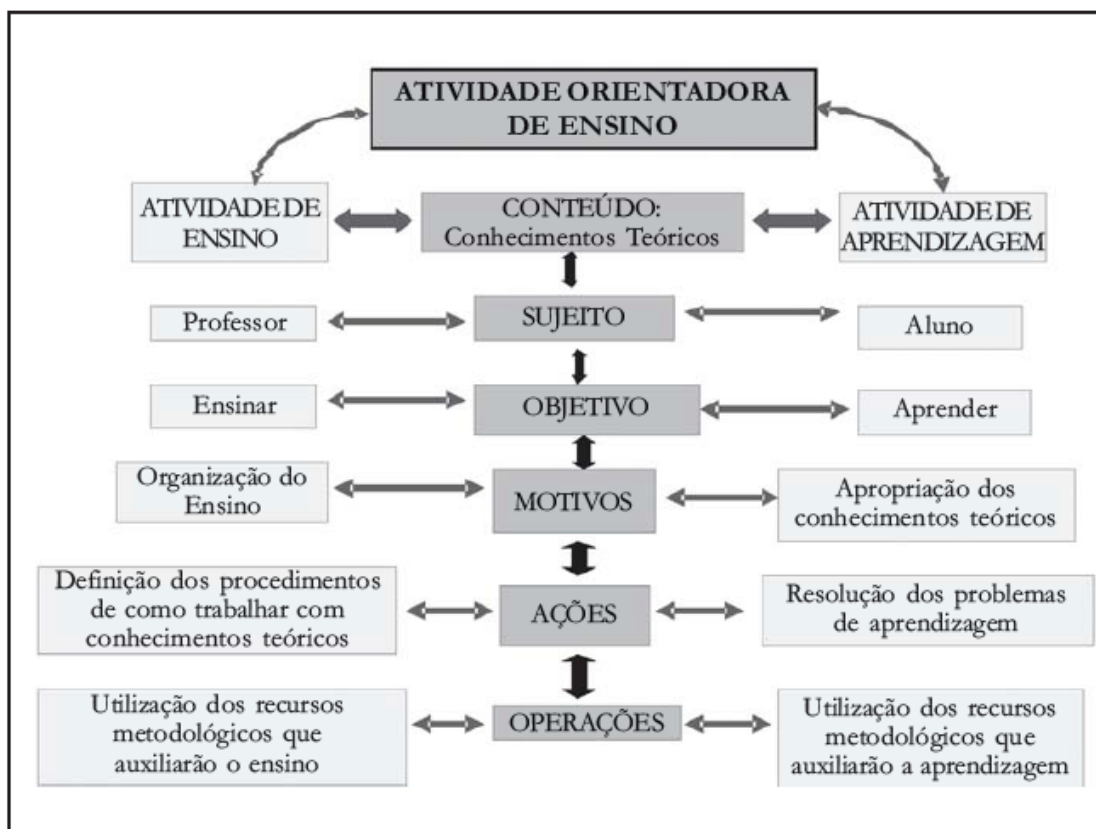 ATIVIDADE ORIENTADORA
DE ENSINO
ATIVIDADE DE
ENSINO
CONTEÚDO:
Conhecimentos Teóricos
ATIVIDADE DE
APRENDIZAGEM
Professor
SUJEITO
Aluno
Ensinar
OBJETIVO
Aprender
Organização do
Ensino
MOTIVOS
Apropriação dos
conhecimentos teóricos
Definição dos procedimentos
de como trabalhar com
conhecimentos teóricos
AÇÕES
Resolução dos problemas
de aprendizagem
Utilização dos recursos
metodológicos que
auxiliarão o ensino
OPERAÇÕES
Utilização dos recursos
metodológicos que
auxiliarão a aprendizagem